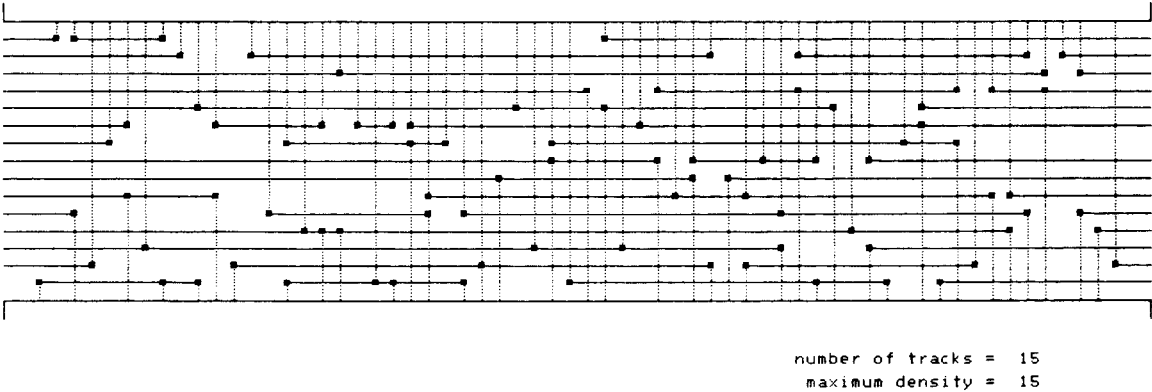 number of tracks = 15
maximum density = 15